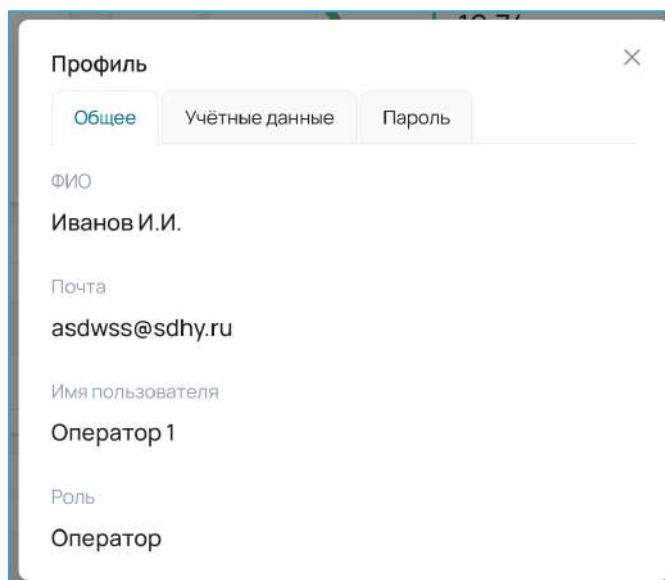 Профиль
Общее Учётные данные Пароль
ФИО
Иванов И.И.
Почта
asdwss@sdhy.ru
Имя пользователя
Оператор 1
Роль
Оператор